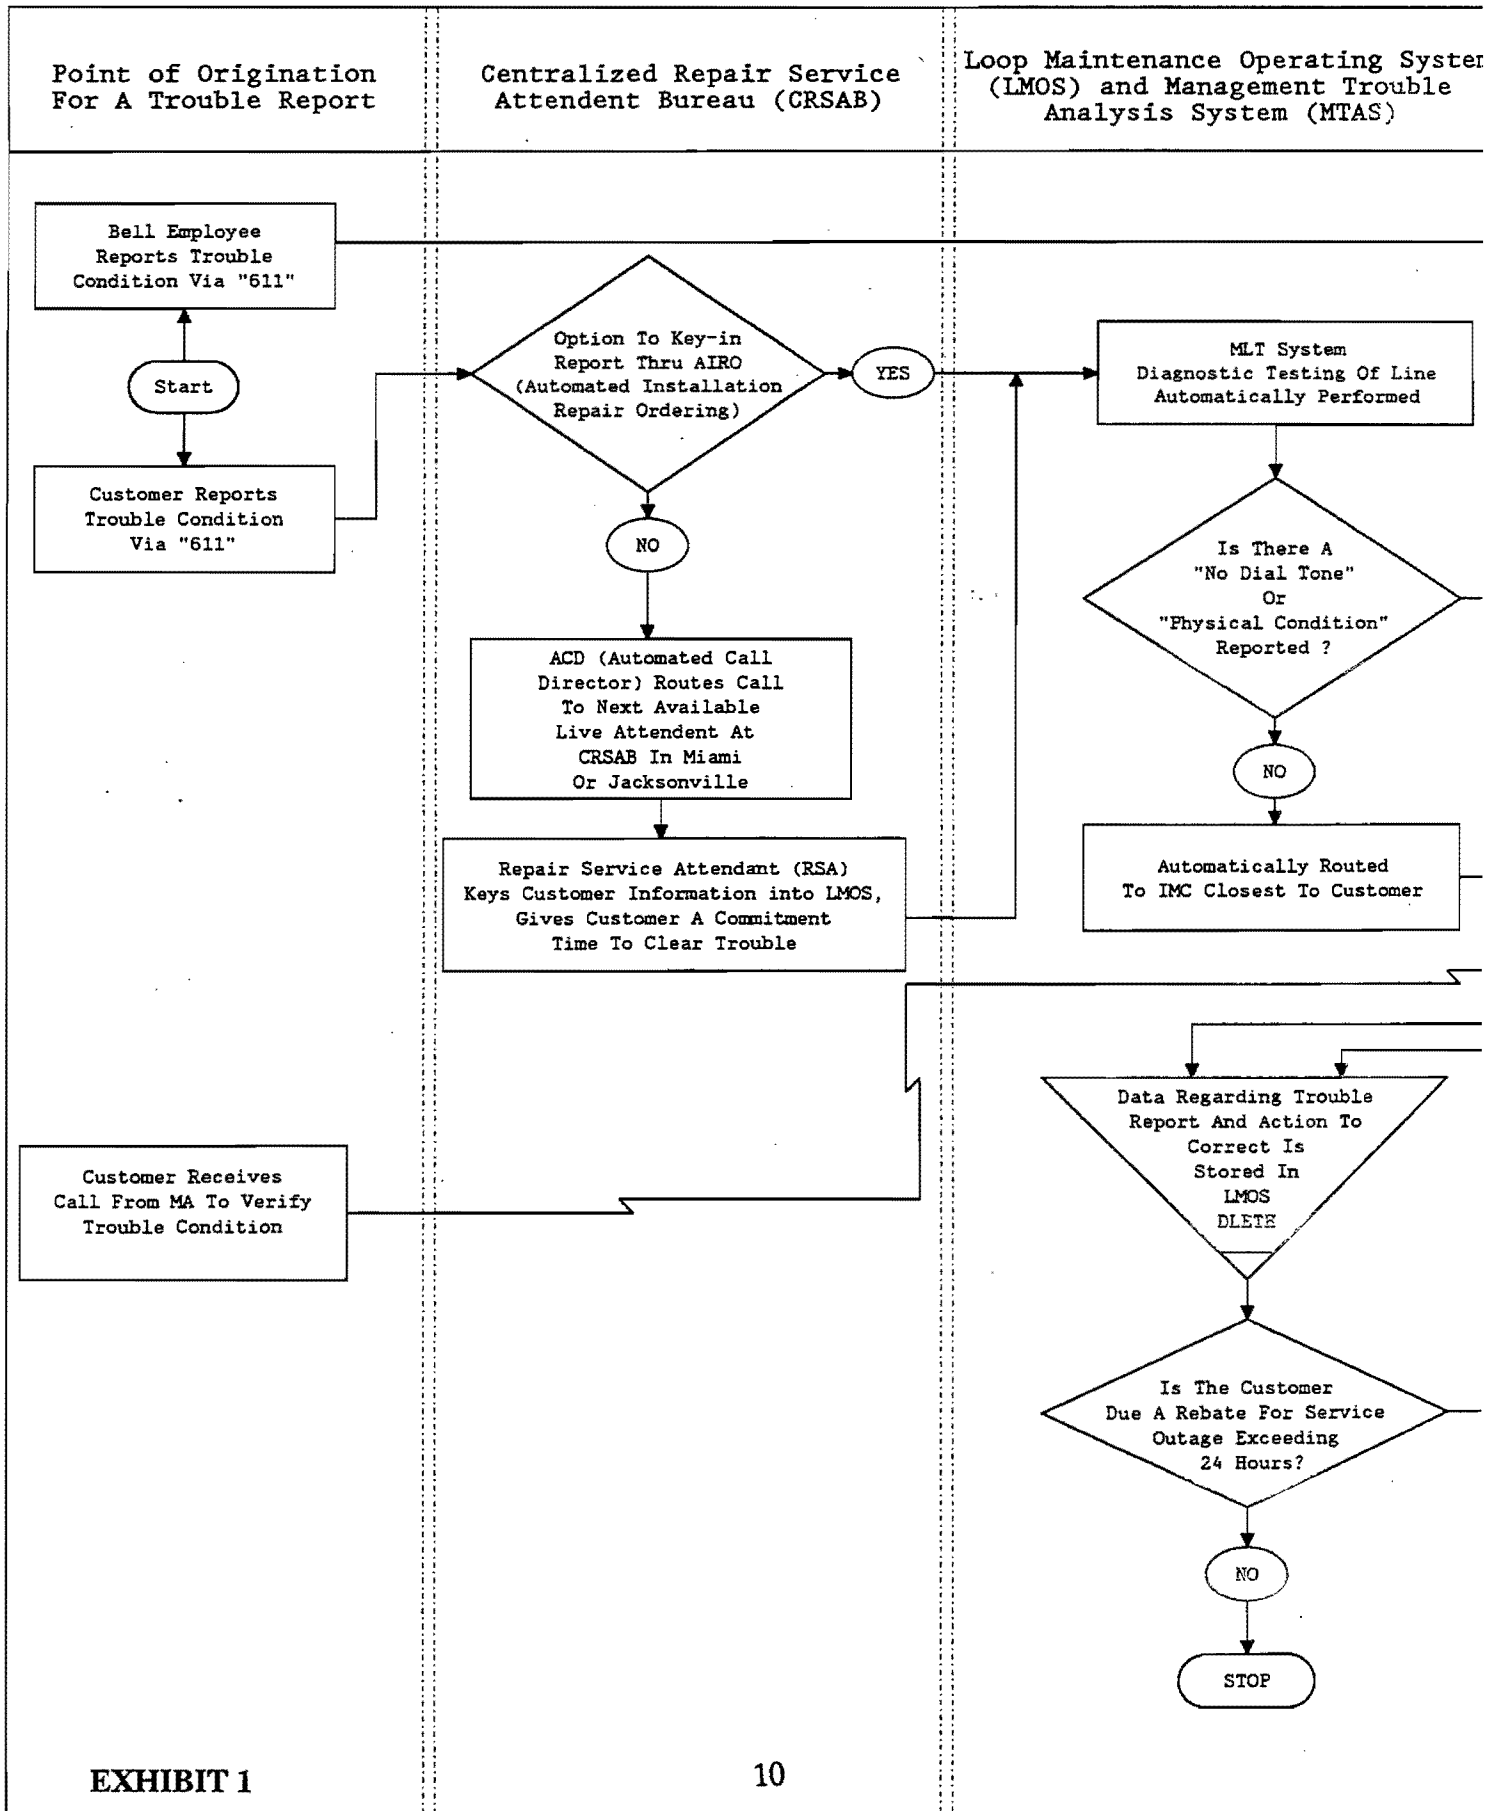 Point of Origination
For A Trouble Report
Centralized Repair Service
Attendent Bureau (CRSAB)
Loop Maintenance Operating System
(LMOS) and Management Trouble
Analysis System (MTAS)
Bell Employee
Reports Trouble
Condition Via "611"
Start
Customer Reports
Trouble Condition
Via "611"
Option To Key-in
Report Thru AIRO
(Automated Installation
Repair Ordering)
YES
NO
ACD (Automated Call
Director) Routes Call
To Next Available
Live Attendent At
CRSAB In Miami
Or Jacksonville
Repair Service Attendant (RSA)
Keys Customer Information into LMOS,
Gives Customer A Commitment
Time To Clear Trouble
MLT System
Diagnostic Testing Of Line
Automatically Performed
Is There A
"No Dial Tone"
Or
"Physical Condition"
Reported ?
NO
Automatically Routed
To IMC Closest To Customer
Customer Receives
Call From MA To Verify
Trouble Condition
Data Regarding Trouble
Report And Action To
Correct Is
Stored In
LMOS
DLETH
Is The Customer
Due A Rebate For Service
Outage Exceeding
24 Hours?
NO
STOP
EXHIBIT 1
10